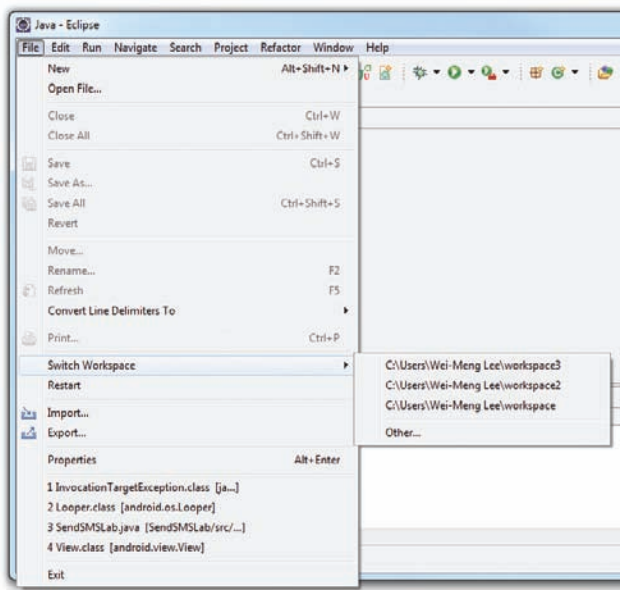 Java - Eclipse
File Edit Run Navigate Search Project Refactor Window Help
New Alt+Shift+N
Open File...
Close Ctrl+W
Close All Ctrl+Shift+W
Save Ctrl+S
Save As...
Save All Ctrl+Shift+S
Revert
Move...
Rename... F2
Refresh F5
Convert Line Delimiters To
Print... Ctrl+P
Switch Workspace
C:\Users\Wei-Meng Lee\workspace3
C:\Users\Wei-Meng Lee\workspace2
C:\Users\Wei-Meng Lee\workspace
Other...
Restart
Import...
Export...
Properties Alt+Enter
1 InvocationTargetException.class [ja...]
2 Looper.class [android.os.Looper]
3 SendSMSLab.java [SendSMSLab/src/...]
4 View.class [android.view.View]
Exit